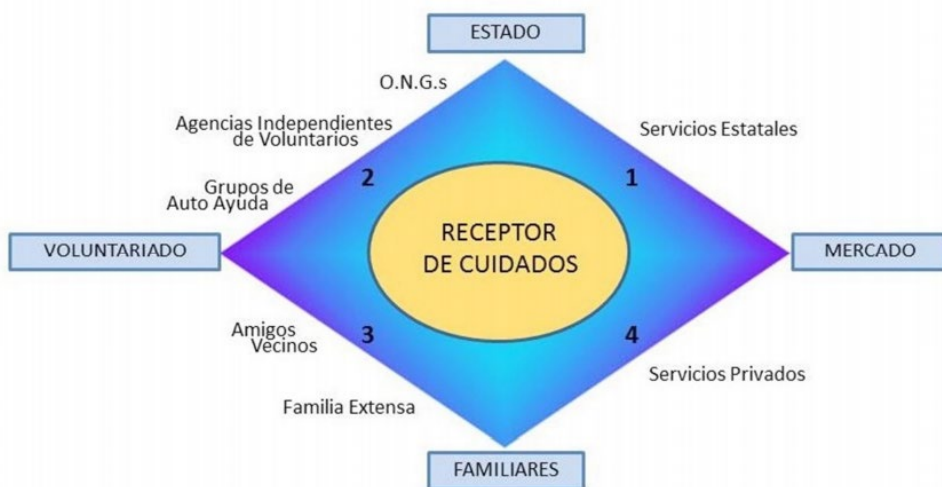 ESTADO
O.N.G.s
Agencias Independientes
de Voluntarios
Servicios Estatales
2
1
Grupos de
Auto Ayuda
RECEPTOR
DE CUIDADOS
VOLUNTARIADO
MERCADO
Amigos
Vecinos
3
4
Servicios Privados
Familia Extensa
FAMILIARES